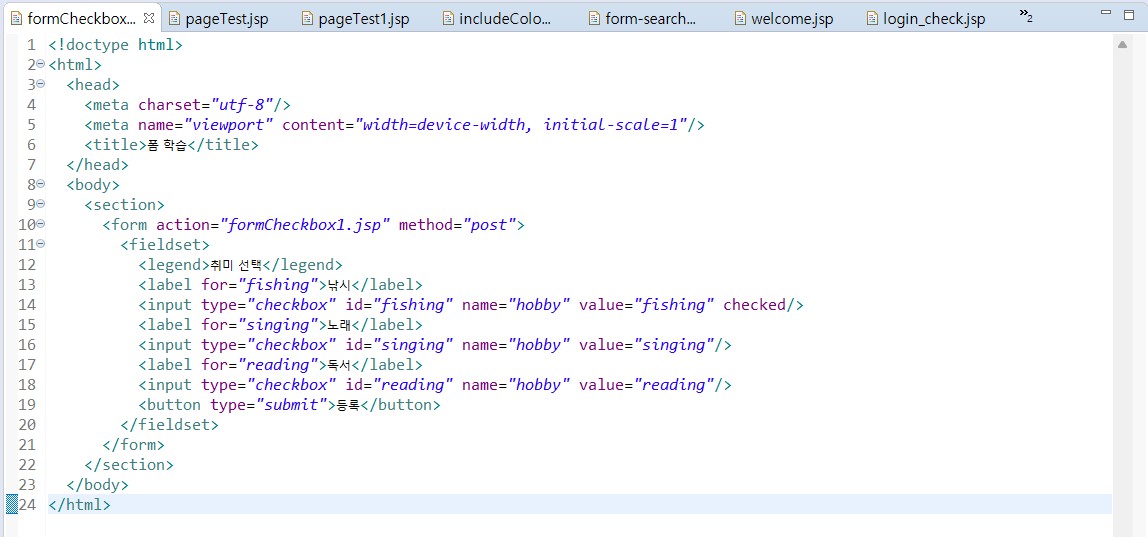 formCheckbox... pageTest.jsp pageTest1.jsp includeColo... form-search... welcome.jsp login_check.jsp »2
1 <!doctype html>
2 <html>
3 <head>
4 <meta charset="utf-8"/>
5 <meta name="viewport" content="width=device-width, initial-scale=1"/>
6 <title>폼 학습</title>
7 </head>
8 <body>
9 <section>
10 <form action="formCheckbox1.jsp" method="post">
11 <fieldset>
12 <legend>취미 선택</legend>
13 <label for="fishing">낚시</label>
14 <input type="checkbox" id="fishing" name="hobby" value="fishing" checked/>
15 <label for="singing">노래</label>
16 <input type="checkbox" id="singing" name="hobby" value="singing"/>
17 <label for="reading">독서</label>
18 <input type="checkbox" id="reading" name="hobby" value="reading"/>
19 <button type="submit">등록</button>
20 </fieldset>
21 </form>
22 </section>
23 </body>
24 </html>